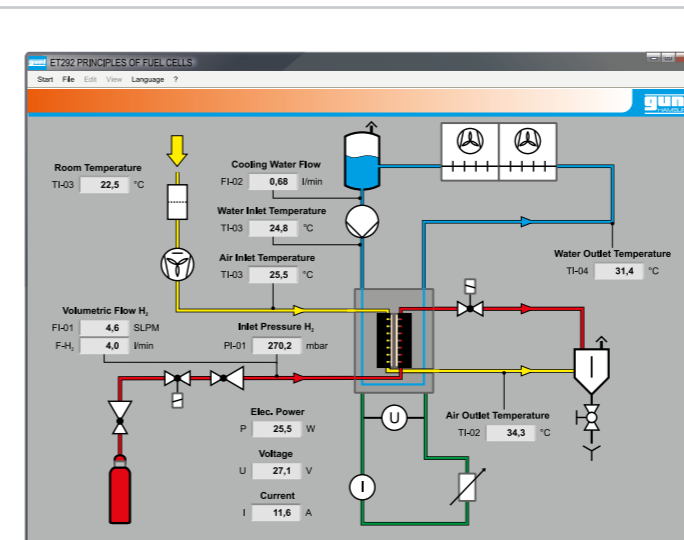 gunt ET292 PRINCIPLES OF FUEL CELLS
Start File Edit View Language ?
gunt
HAMBURG
Room Temperature
TI-03 22,5 °C
Cooling Water Flow
FI-02 0,68 l/min
Water Inlet Temperature
TI-03 24,8 °C
Air Inlet Temperature
TI-03 25,5 °C
Water Outlet Temperature
TI-04 31,4 °C
Volumetric Flow H₂
FI-01 4,6 SLPM
F-H₂ 4,0 l/min
Inlet Pressure H₂
PI-01 270,2 mbar
Elec. Power
P 25,5 W
Voltage
U 27,1 V
Current
I 11,6 A
U
I
I
Air Outlet Temperature
TI-02 34,3 °C